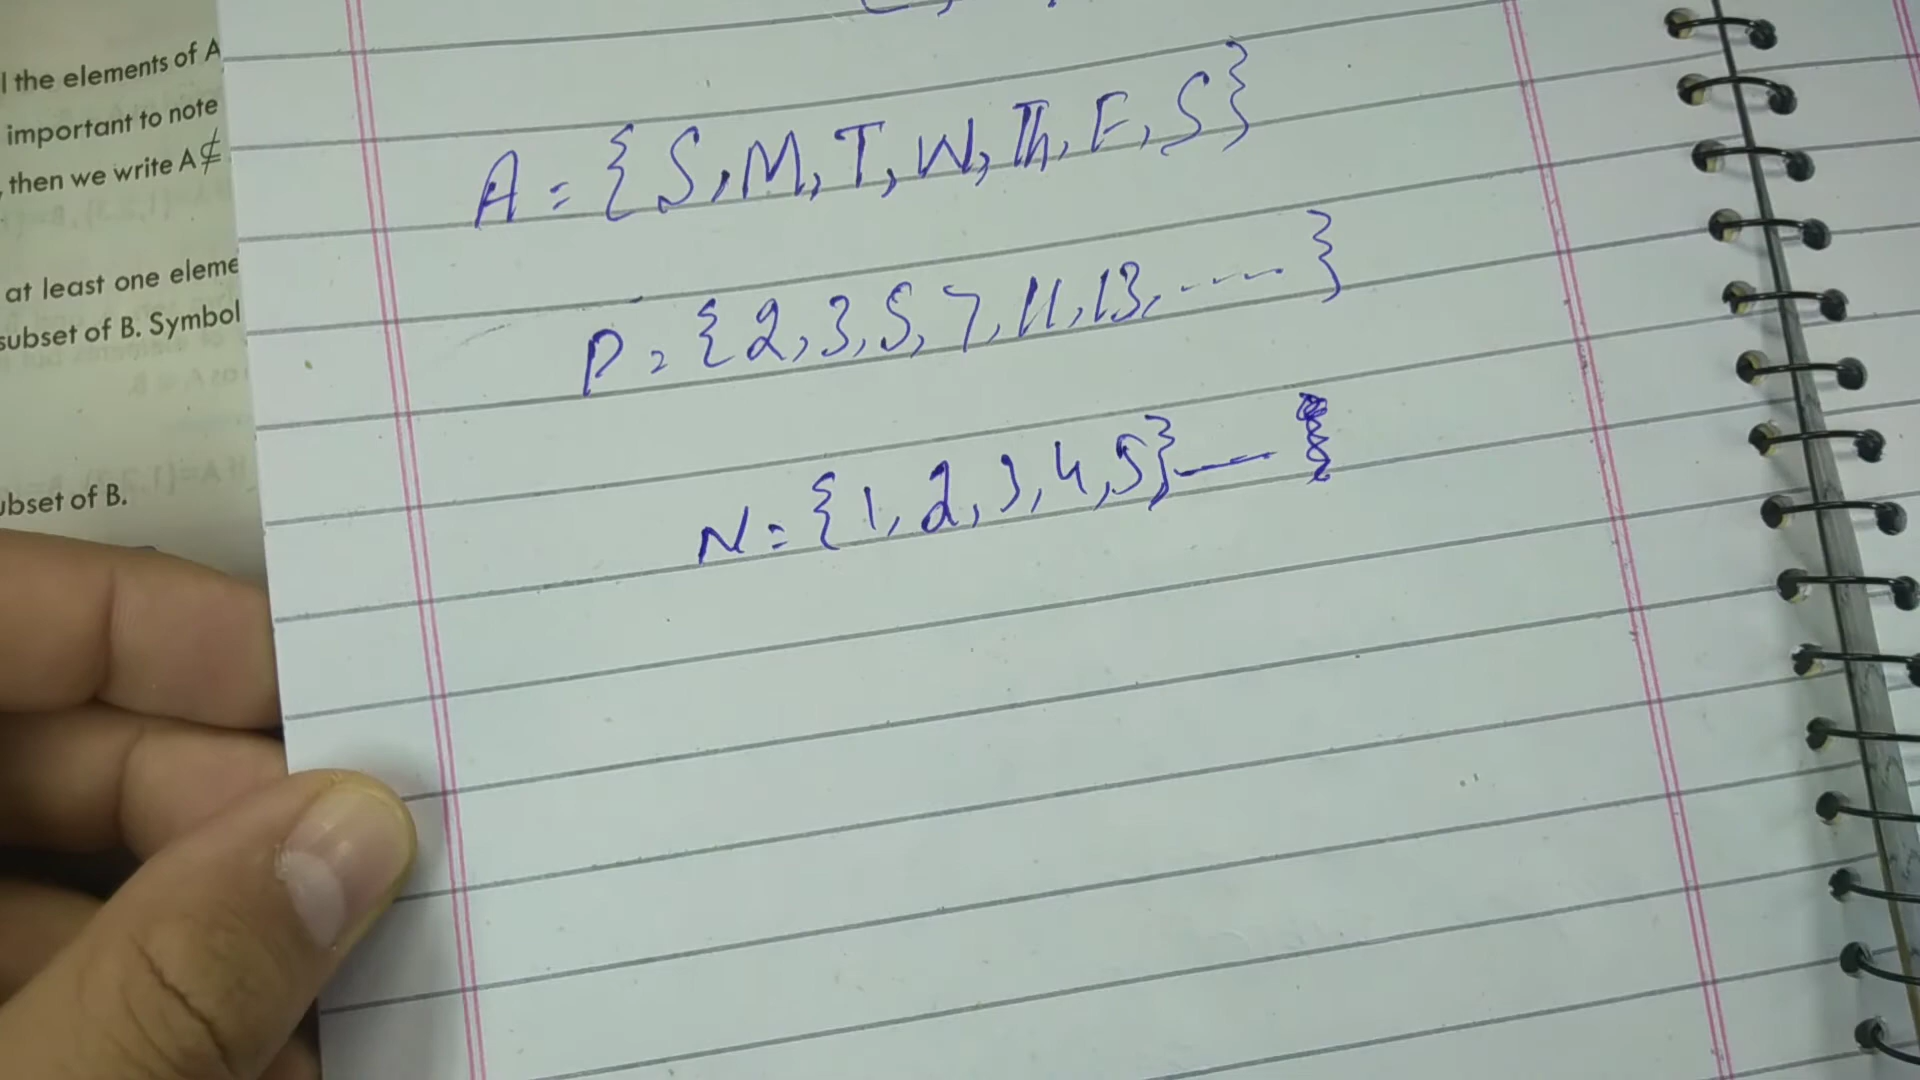 l the elements of A
important to note
then we write A ⊈
at least one eleme
subset of B. Symbol
ubset of B.
A = {S, M, T, W, Th, F, S}
P = {2, 3, 5, 7, 11, 13, ----- }
N = {1, 2, 3, 4, 5} —